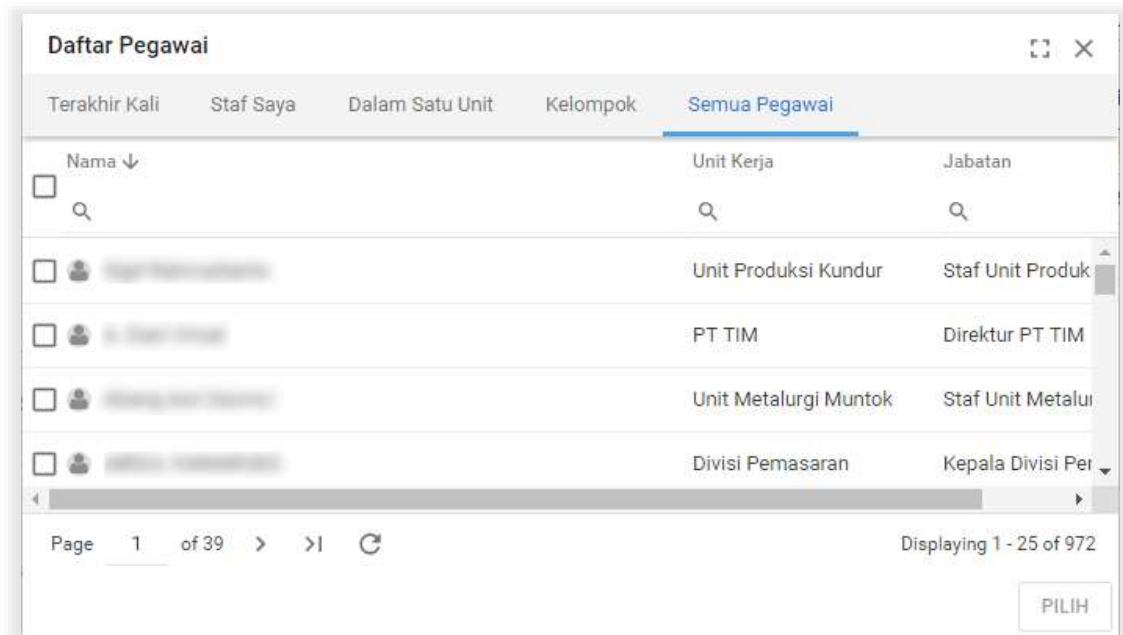 Daftar Pegawai
Terakhir Kali Staf Saya Dalam Satu Unit Kelompok Semua Pegawai
Nama Unit Kerja Jabatan
Unit Produksi Kundur Staf Unit Produk
PT TIM Direktur PT TIM
Unit Metalurgi Muntok Staf Unit Metalur
Divisi Pemasaran Kepala Divisi Per
Page 1 of 39 Displaying 1 - 25 of 972
PILIH